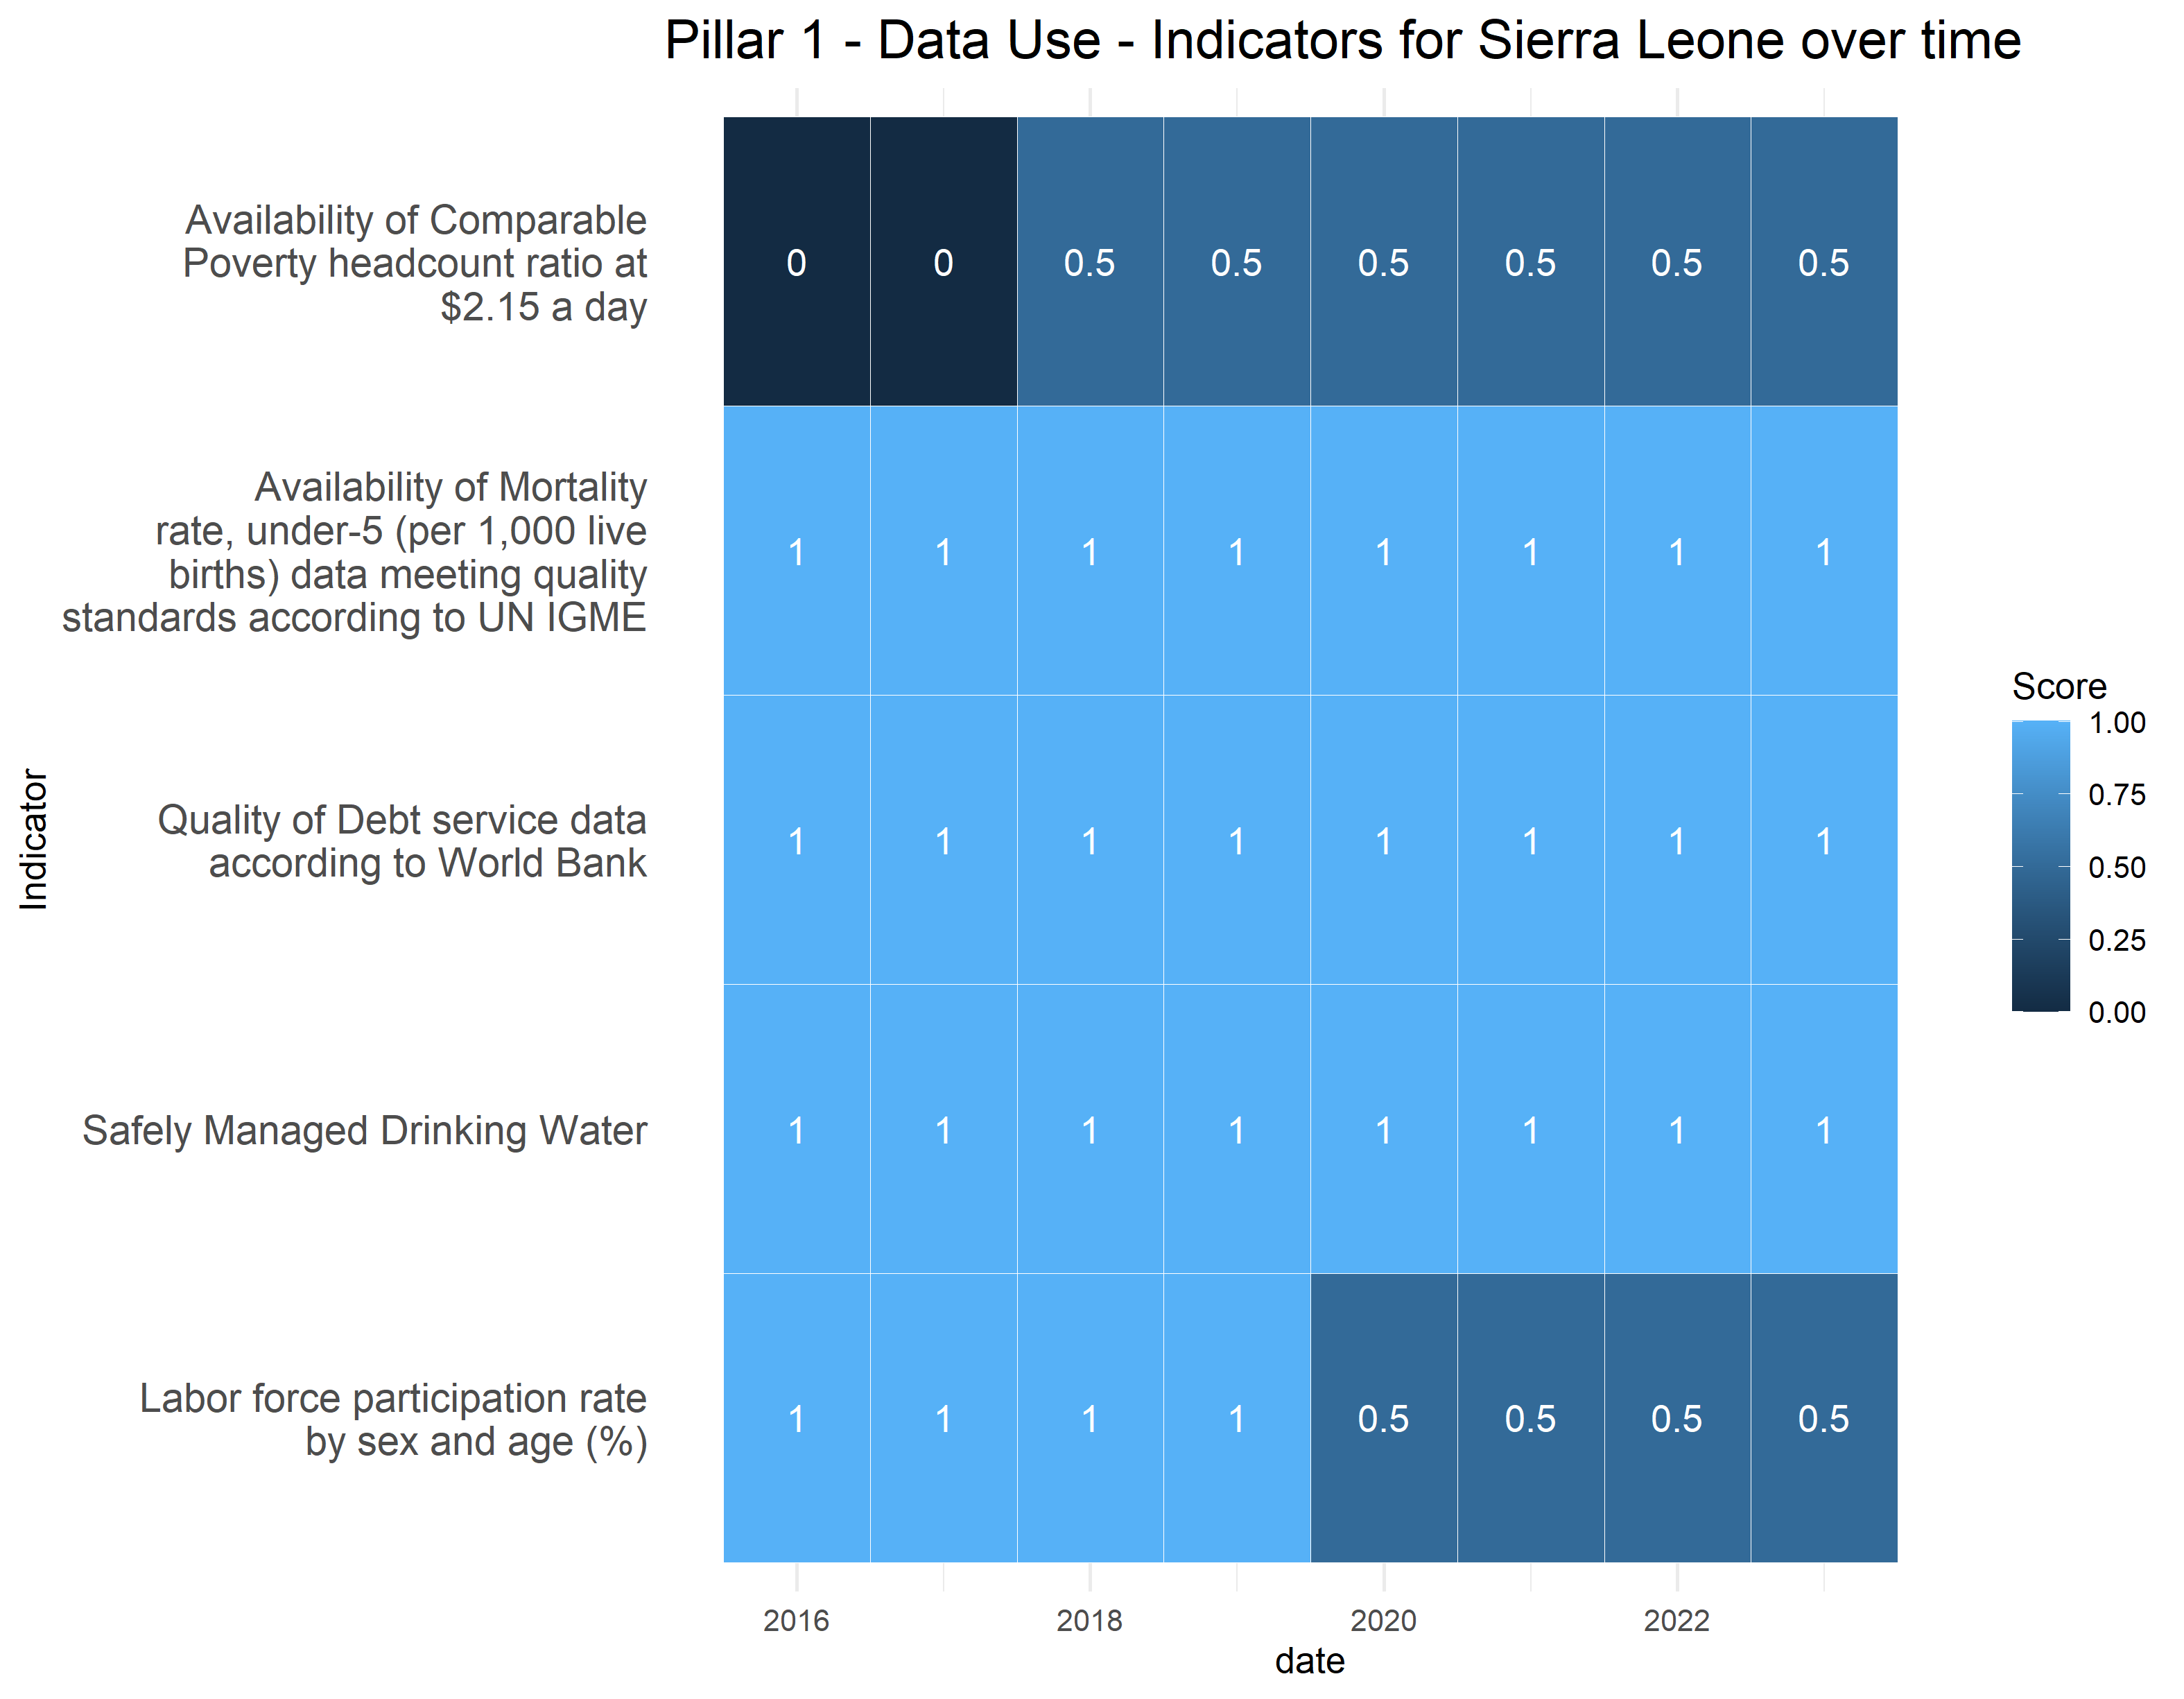 Pillar 1 - Data Use - Indicators for Sierra Leone over time
Indicator
Availability of Comparable
Poverty headcount ratio at
$2.15 a day
0 0 0.5 0.5 0.5 0.5 0.5 0.5
Availability of Mortality
rate, under-5 (per 1,000 live
births) data meeting quality
standards according to UN IGME
1 1 1 1 1 1 1 1
Quality of Debt service data
according to World Bank
1 1 1 1 1 1 1 1
Safely Managed Drinking Water
1 1 1 1 1 1 1 1
Labor force participation rate
by sex and age (%)
1 1 1 1 0.5 0.5 0.5 0.5
2016 2018 2020 2022
date
Score
1.00
0.75
0.50
0.25
0.00